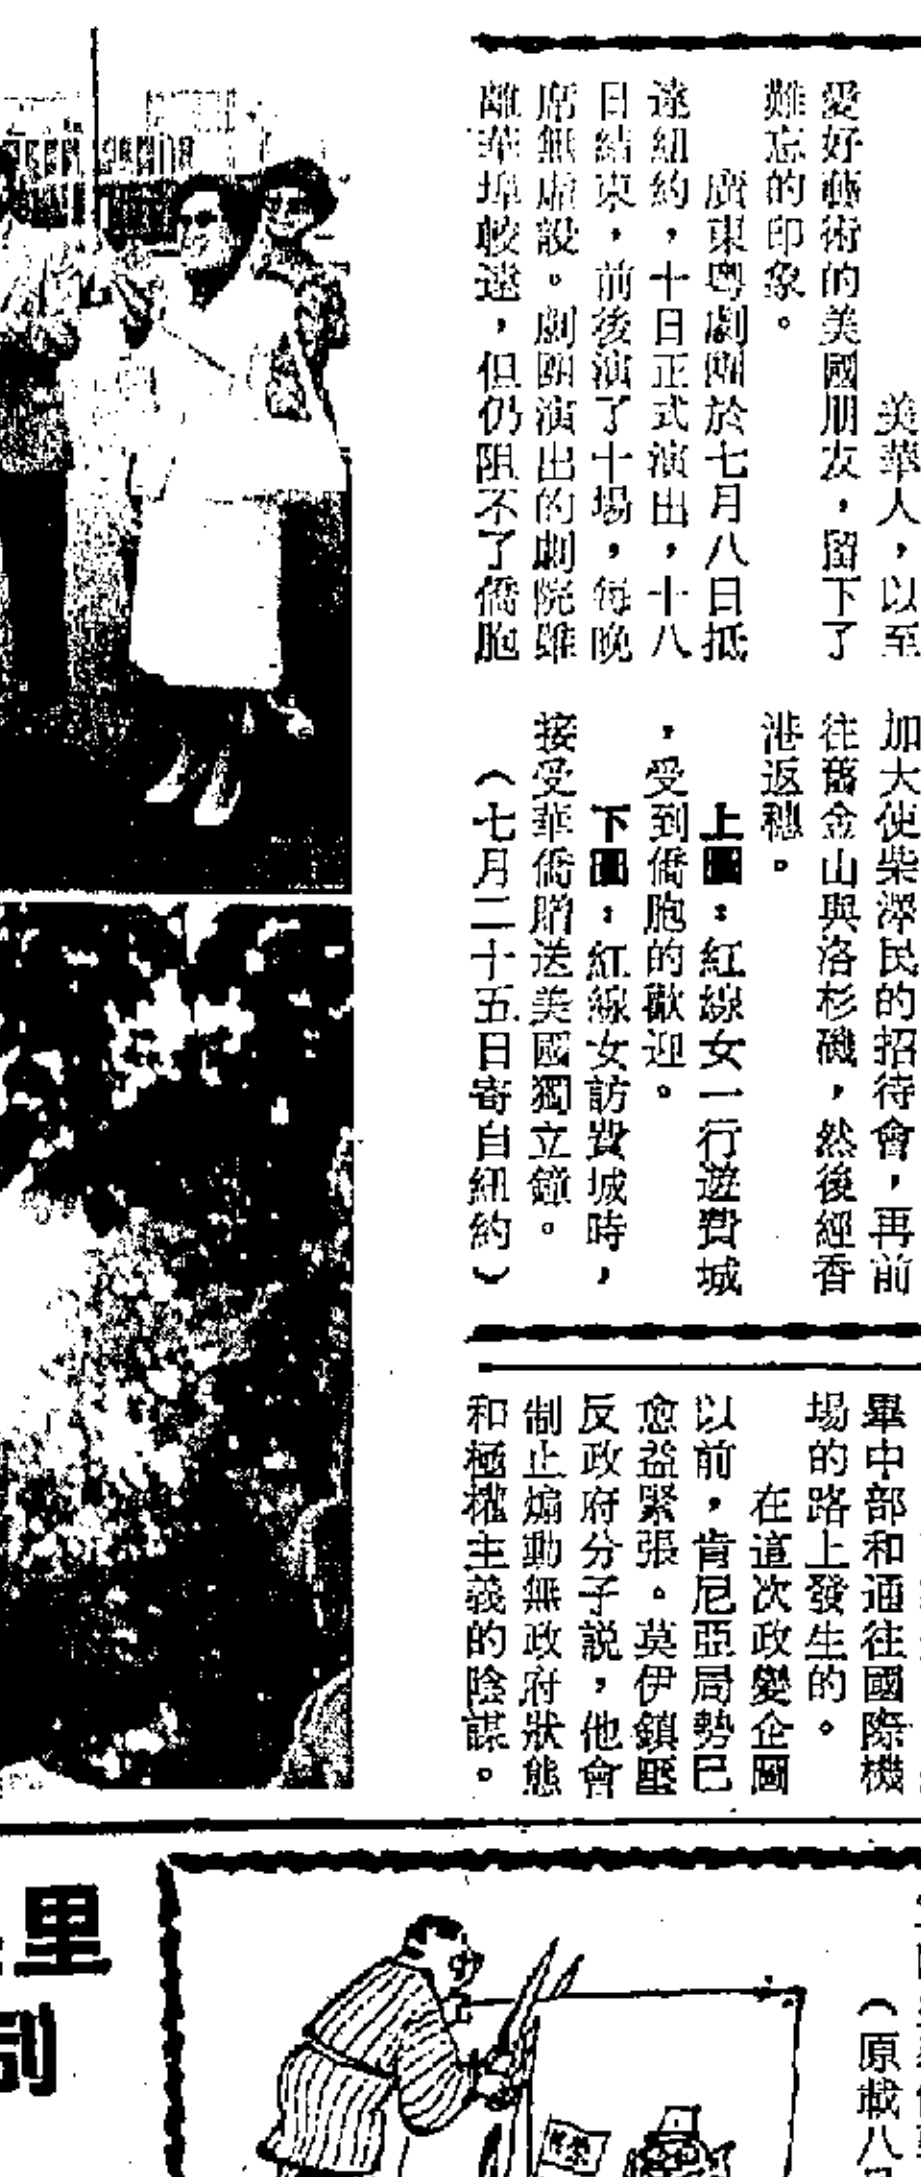 美華人，以至
愛好藝術的美國朋友，留下了
難忘的印象。
廣東粵劇團於七月八日抵
達紐約，十日正式演出，十八
日結束，前後演了十場，每晚
席無虛設。劇團演出的劇院雖
離華埠較遠，但仍阻不了僑胞
加大使柴澤民的招待會，再前
往舊金山與洛杉磯，然後經香
港返穗。
上圖：紅線女一行遊費城
，受到僑胞的歡迎。
下圖：紅線女訪費城時，
接受華僑贈送美國獨立鐘。
（七月二十五日寄自紐約）
畢中部和通往國際機
場的路上發生的。
在這次政變企圖
以前，肯尼亞局勢已
愈益緊張。莫伊鎮壓
反政府分子説，他會
制止煽動無政府狀態
和極權主義的陰謀。
（原載八月
里